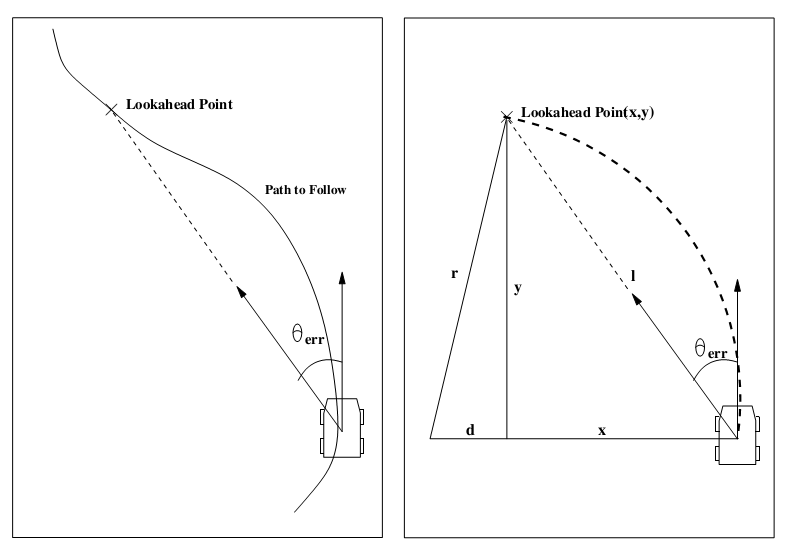 Lookahead Point
Path to Follow
θerr
Lookahead Point(x,y)
r
y
l
θerr
d
x